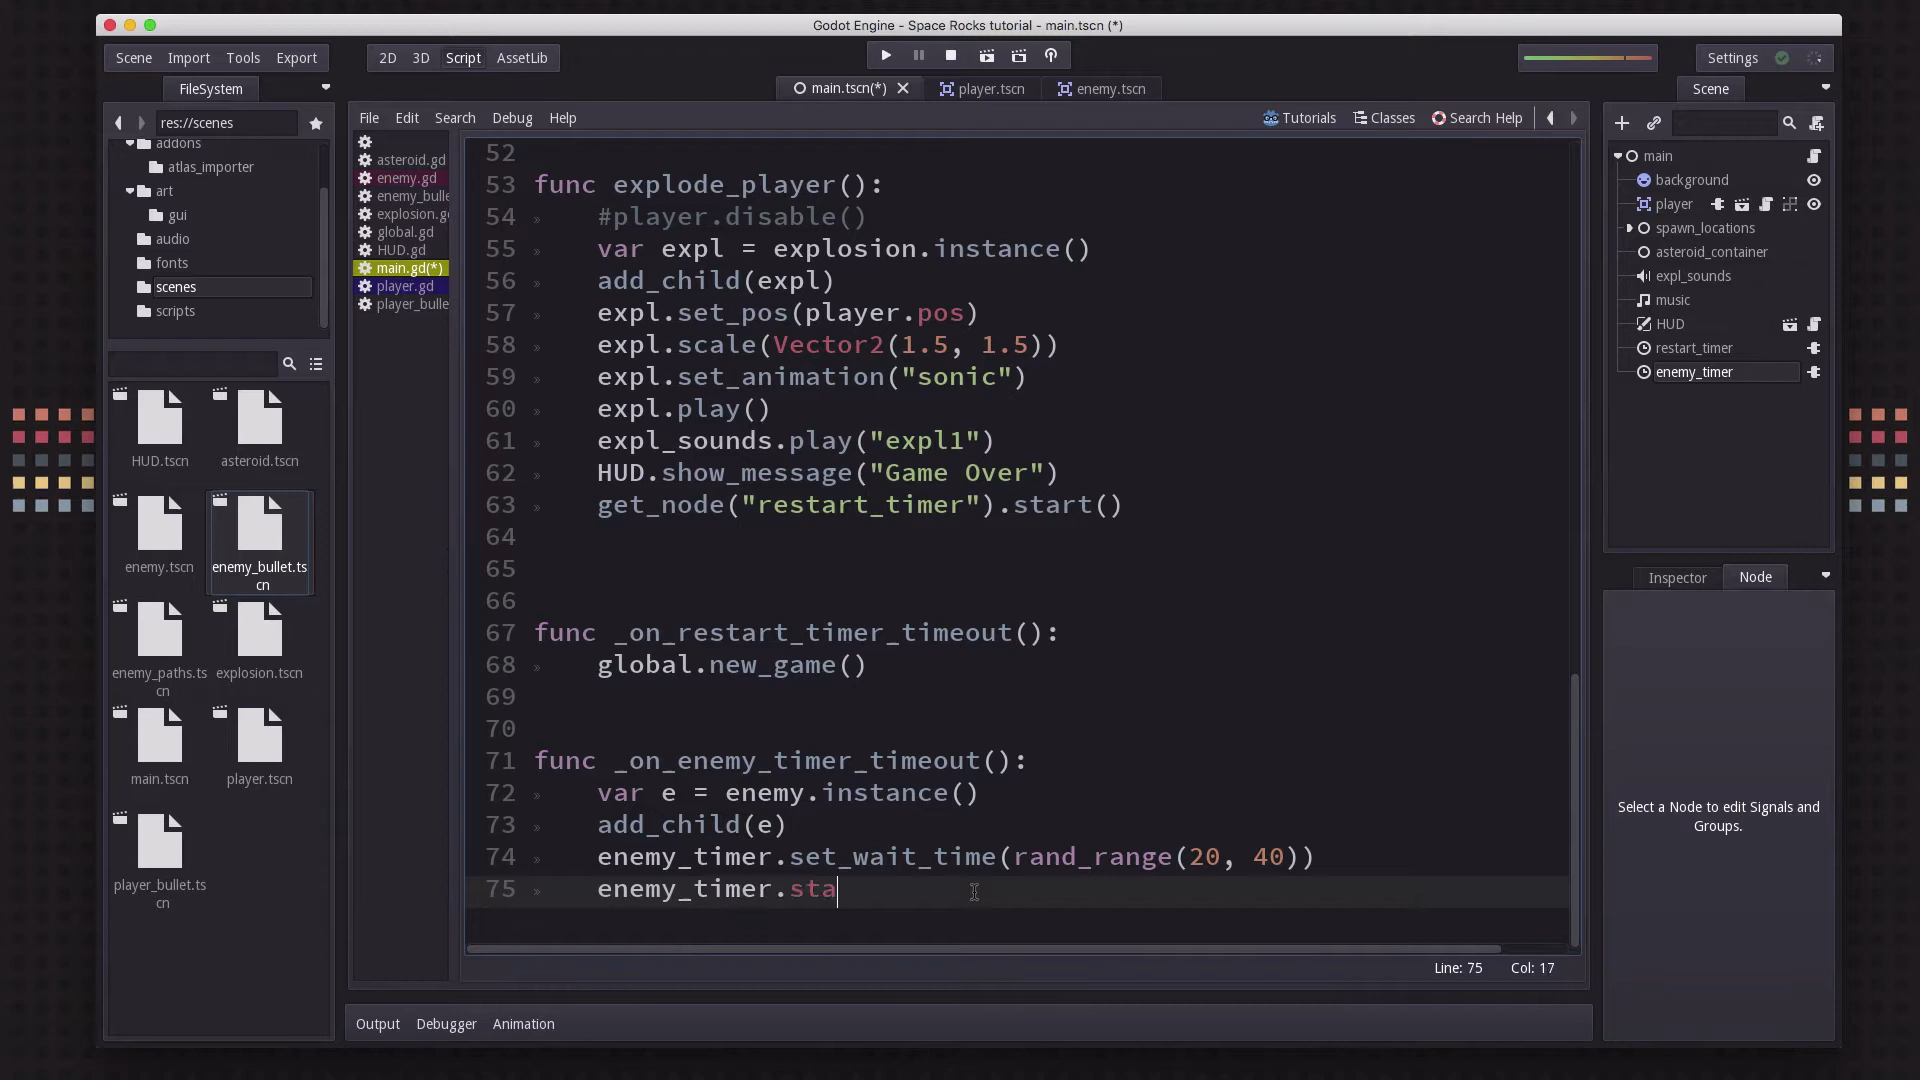 Godot Engine - Space Rocks tutorial - main.tscn (*)
Scene Import Tools Export
2D 3D Script AssetLib
Settings
FileSystem
main.tscn(*)
player.tscn
enemy.tscn
Scene
res://scenes
File Edit Search Debug Help
Tutorials Classes Search Help
addons
atlas_importer
art
gui
audio
fonts
scenes
scripts
HUD.tscn
asteroid.tscn
enemy.tscn
enemy_bullet.ts
cn
enemy_paths.ts
cn
explosion.tscn
main.tscn
player.tscn
player_bullet.ts
cn
asteroid.gd
enemy.gd
enemy_bulle
explosion.g
global.gd
HUD.gd
main.gd(*)
player.gd
player_bulle
52
53 func explode_player():
54 #player.disable()
55 var expl = explosion.instance()
56 add_child(expl)
57 expl.set_pos(player.pos)
58 expl.scale(Vector2(1.5, 1.5))
59 expl.set_animation("sonic")
60 expl.play()
61 expl_sounds.play("expl1")
62 HUD.show_message("Game Over")
63 get_node("restart_timer").start()
64
65
66
67 func _on_restart_timer_timeout():
68 global.new_game()
69
70
71 func _on_enemy_timer_timeout():
72 var e = enemy.instance()
73 add_child(e)
74 enemy_timer.set_wait_time(rand_range(20, 40))
75 enemy_timer.sta
Line: 75 Col: 17
Output Debugger Animation
main
background
player
spawn_locations
asteroid_container
expl_sounds
music
HUD
restart_timer
enemy_timer
Inspector Node
Select a Node to edit Signals and
Groups.